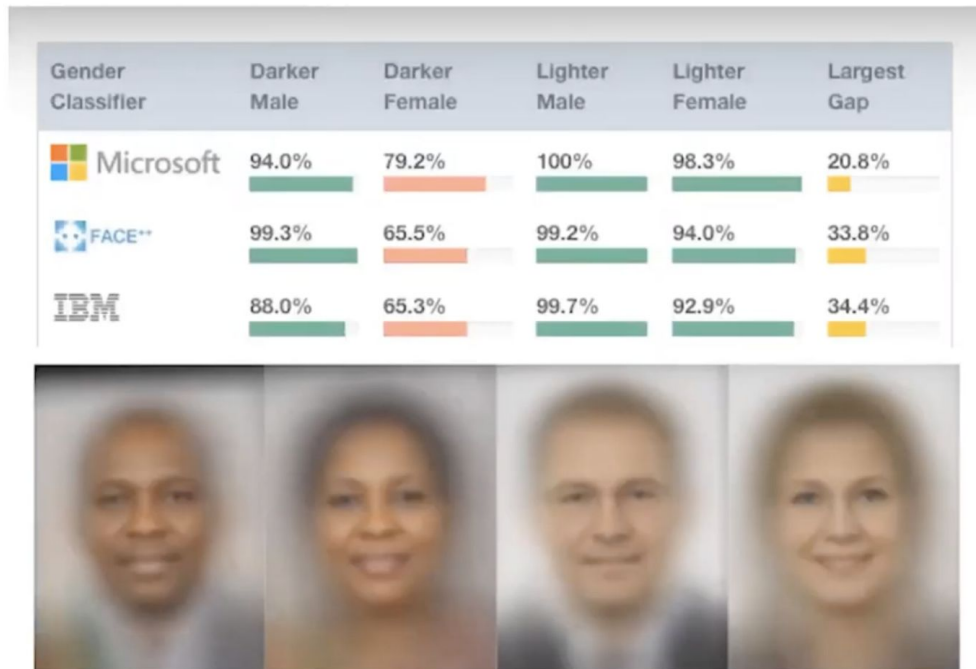 Gender Classifier Darker Male Darker Female Lighter Male Lighter Female Largest Gap
Microsoft 94.0% 79.2% 100% 98.3% 20.8%
FACE++ 99.3% 65.5% 99.2% 94.0% 33.8%
IBM 88.0% 65.3% 99.7% 92.9% 34.4%